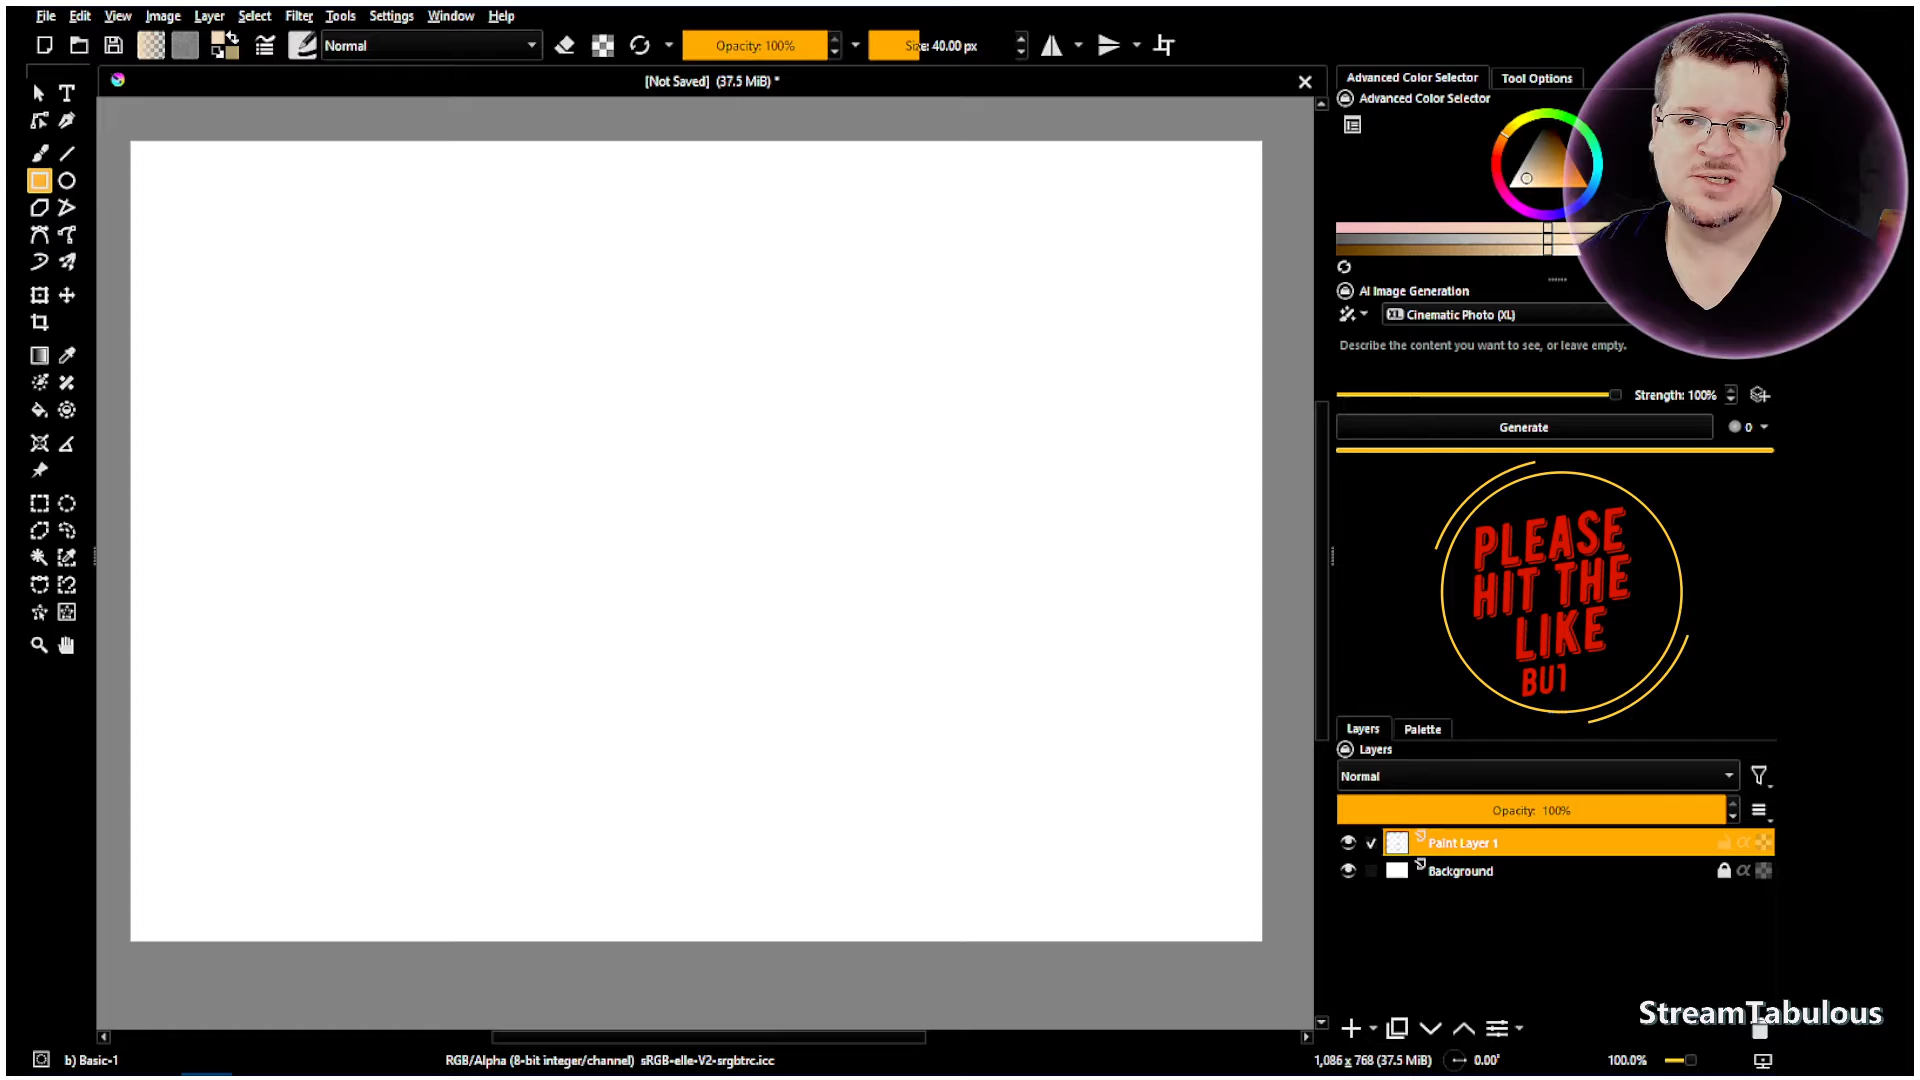 File Edit View Image Layer Select Filter Tools Settings Window Help
Normal
Opacity: 100%
Size: 40.00 px
[Not Saved] (37.5 MiB) *
Advanced Color Selector
Tool Options
Advanced Color Selector
AI Image Generation
XL Cinematic Photo (XL)
Describe the content you want to see, or leave empty.
Strength: 100%
Generate
0
PLEASE
HIT THE
LIKE
BUT
Layers
Palette
Layers
Normal
Opacity: 100%
Paint Layer 1
Background
StreamTabulous
b) Basic-1
RGB/Alpha (8-bit integer/channel) sRGB-elle-V2-srgbtrc.icc
1,086 x 768 (37.5 MiB)
0.00°
100.0%